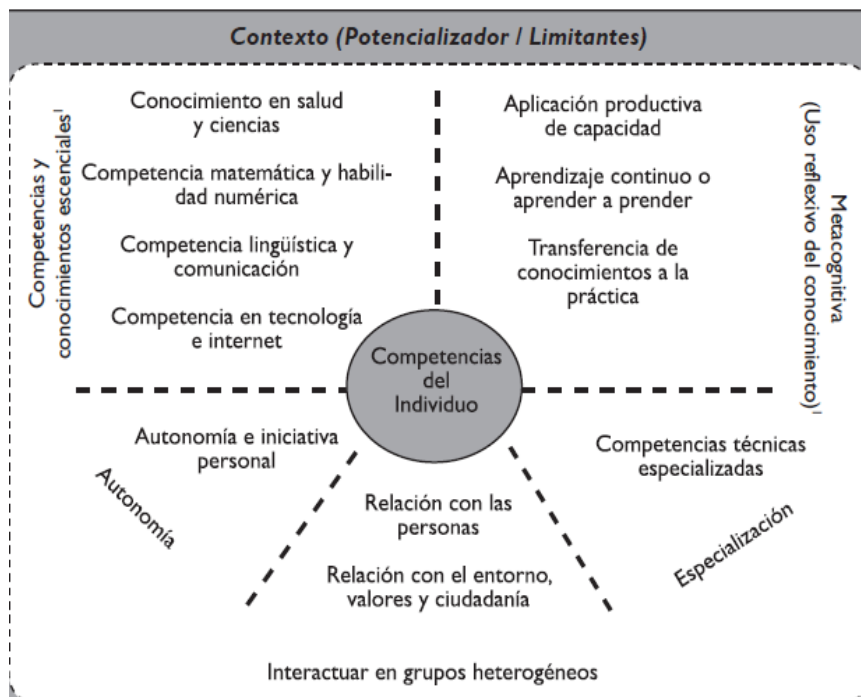 Contexto (Potencializador / Limitantes)
Competencias y
conocimientos escenciales¹
Conocimiento en salud
y ciencias
Competencia matemática y habili-
dad numérica
Competencia lingüística y
comunicación
Competencia en tecnología
e internet
Aplicación productiva
de capacidad
Aprendizaje continuo o
aprender a prender
Transferencia de
conocimientos a la
práctica
Metacognitiva
(Uso reflexivo del conocimiento)¹
Competencias
del
Individuo
Autonomía e iniciativa
personal
Autonomía
Relación con las
personas
Relación con el entorno,
valores y ciudadanía
Interactuar en grupos heterogéneos
Competencias técnicas
especializadas
Especialización